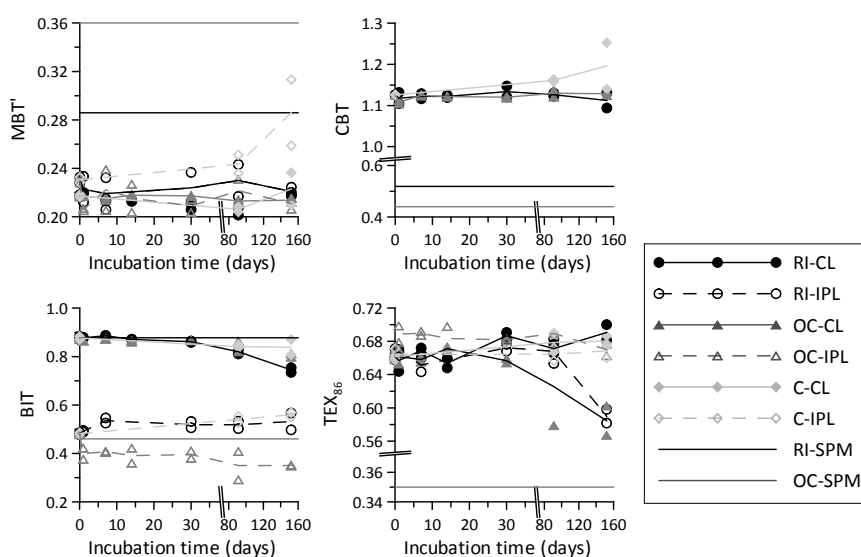 0.36
0.32
0.28
0.24
0.20
MBT'
0 10 20 30 80 120 160
Incubation time (days)
1.3
1.2
1.1
1.0
0.6
0.4
CBT
0 10 20 30 80 120 160
Incubation time (days)
1.0
0.8
0.6
0.4
0.2
BIT
0 10 20 30 80 120 160
Incubation time (days)
0.72
0.68
0.64
0.60
0.56
0.35
0.34
TEX86
0 10 20 30 80 120 160
Incubation time (days)
RI-CL
RI-IPL
OC-CL
OC-IPL
C-CL
C-IPL
RI-SPM
OC-SPM